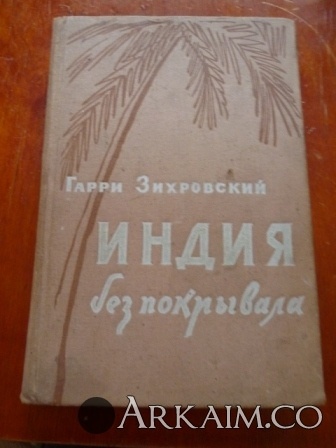 Гарри Зихровский
ИНДИЯ
без покрывала
ARKAIM.CO